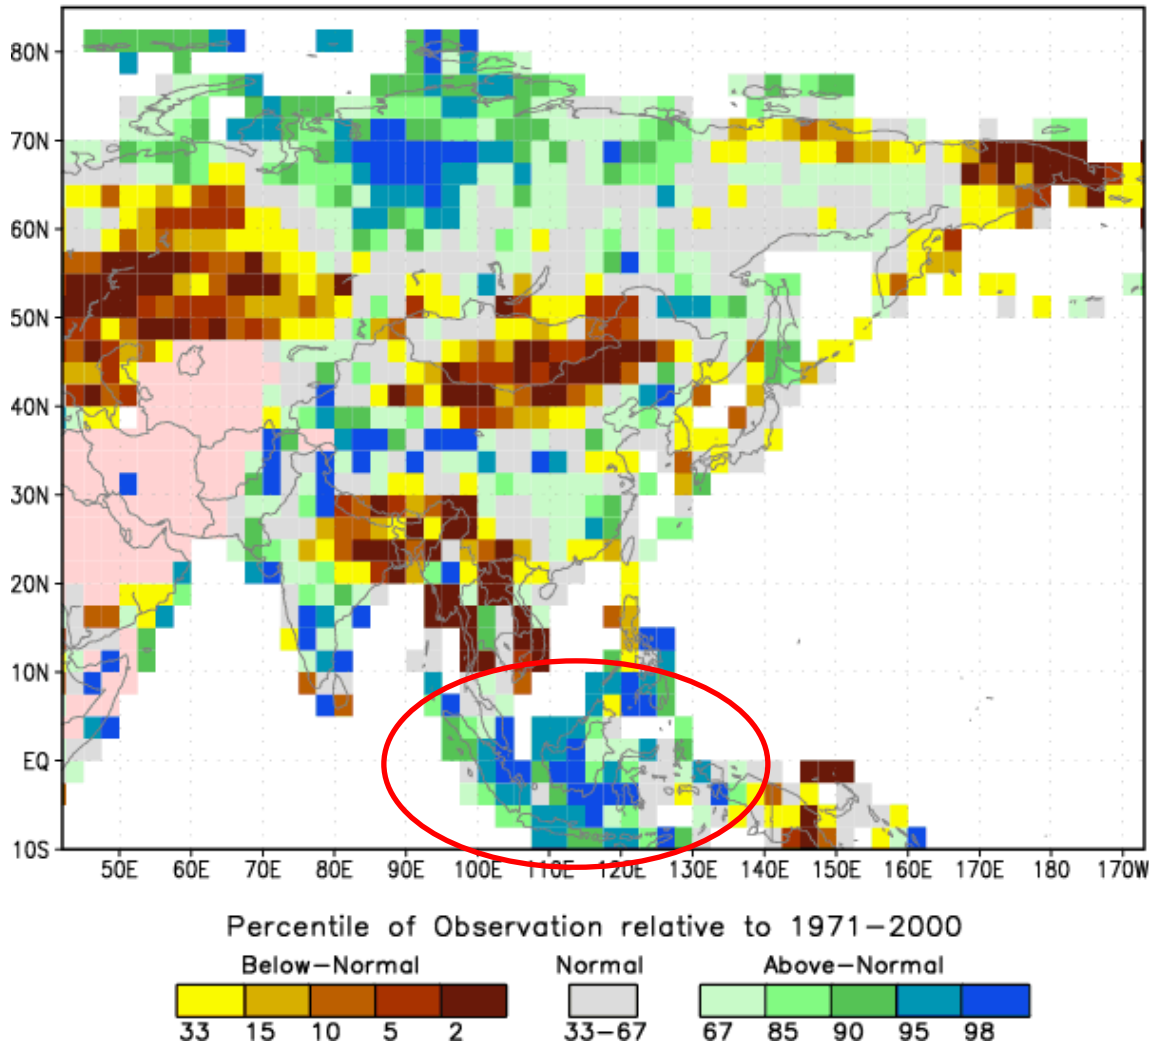 80N
70N
60N
50N
40N
30N
20N
10N
EQ
10S
50E 60E 70E 80E 90E 100E 110E 120E 130E 140E 150E 160E 170E 180 170W
Percentile of Observation relative to 1971-2000
Below-Normal Normal Above-Normal
33 15 10 5 2 33-67 67 85 90 95 98